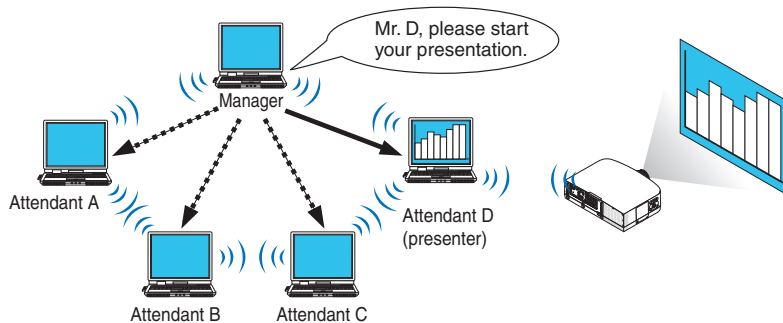 Mr. D, please start
your presentation.
Manager
Attendant A
Attendant D
(presenter)
Attendant B
Attendant C